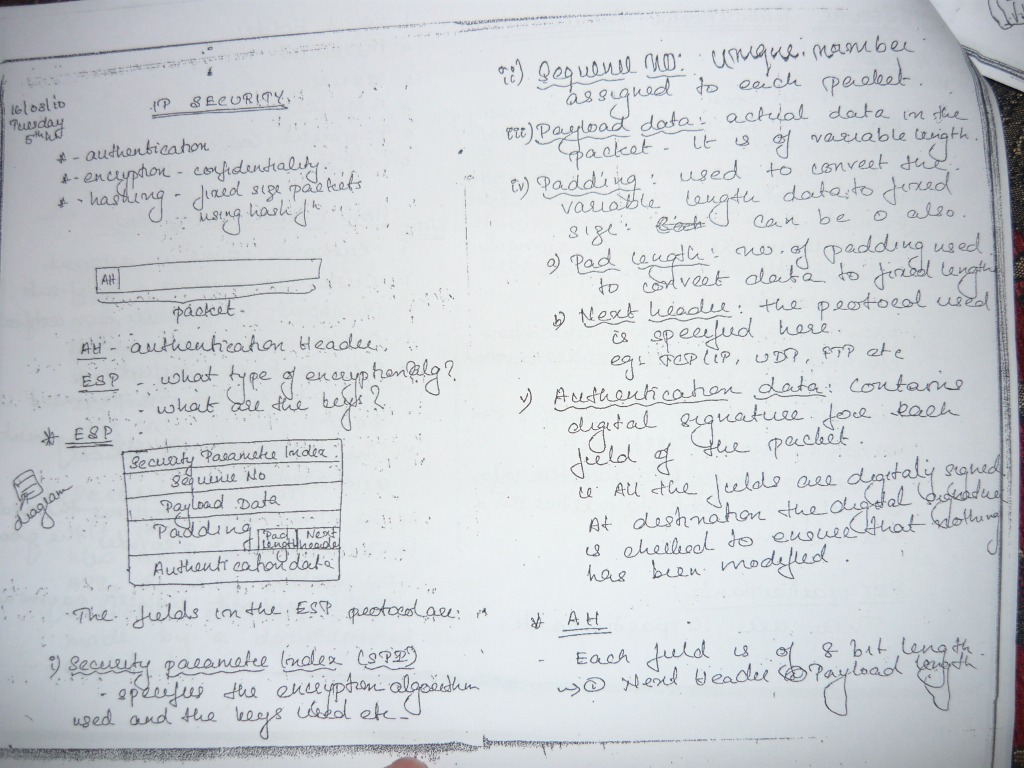 16/03/10
Tuesday
5th hr
IP SECURITY
* - authentication
* - encryption - confidentiality.
* - hashing - fixed size packets
using hash fn
AH
packet.
AH - authentication Header.
ESP - what type of encryption alg?
- what are the keys?
* ESP
diagram
Security Parameter Index
Sequence No
Payload Data
Padding
Pad length
Next header
Authentication data
The fields in the ESP protocol are:
i) Security parameter Index (SPI)
- specifies the encryption algorithm
used and the keys used etc.
ii) Sequence no: Unique number
assigned to each packet.
iii) Payload data: actual data in the
packet - It is of variable length.
iv) Padding: used to convert the
variable length data to fixed
size: can be 0 also.
a) Pad length: no. of padding used
to convert data to fixed length
b) Next header: the protocol used
is specified here.
eg: TCP/IP, UDP, FTP etc
v) Authentication data: contains
digital signature for each
field of the packet.
ie All the fields are digitally signed
At destination the digital signature
is checked to ensure that nothing
has been modified.
* AH
- Each field is of 8 bit length
→ ① Next Header ② Payload length